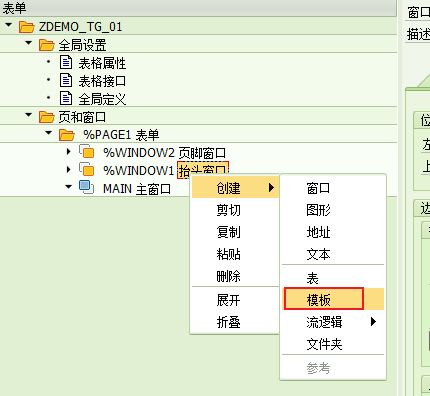 表单
ZDEMO_TG_01
全局设置
表格属性
表格接口
全局定义
页和窗口
%PAGE1 表单
%WINDOW2 页脚窗口
%WINDOW1 抬头窗口
MAIN 主窗口
创建
剪切
复制
粘贴
删除
展开
折叠
窗口
图形
地址
文本
表
模板
流逻辑
文件夹
参考
窗口
描述
位
左
上
边